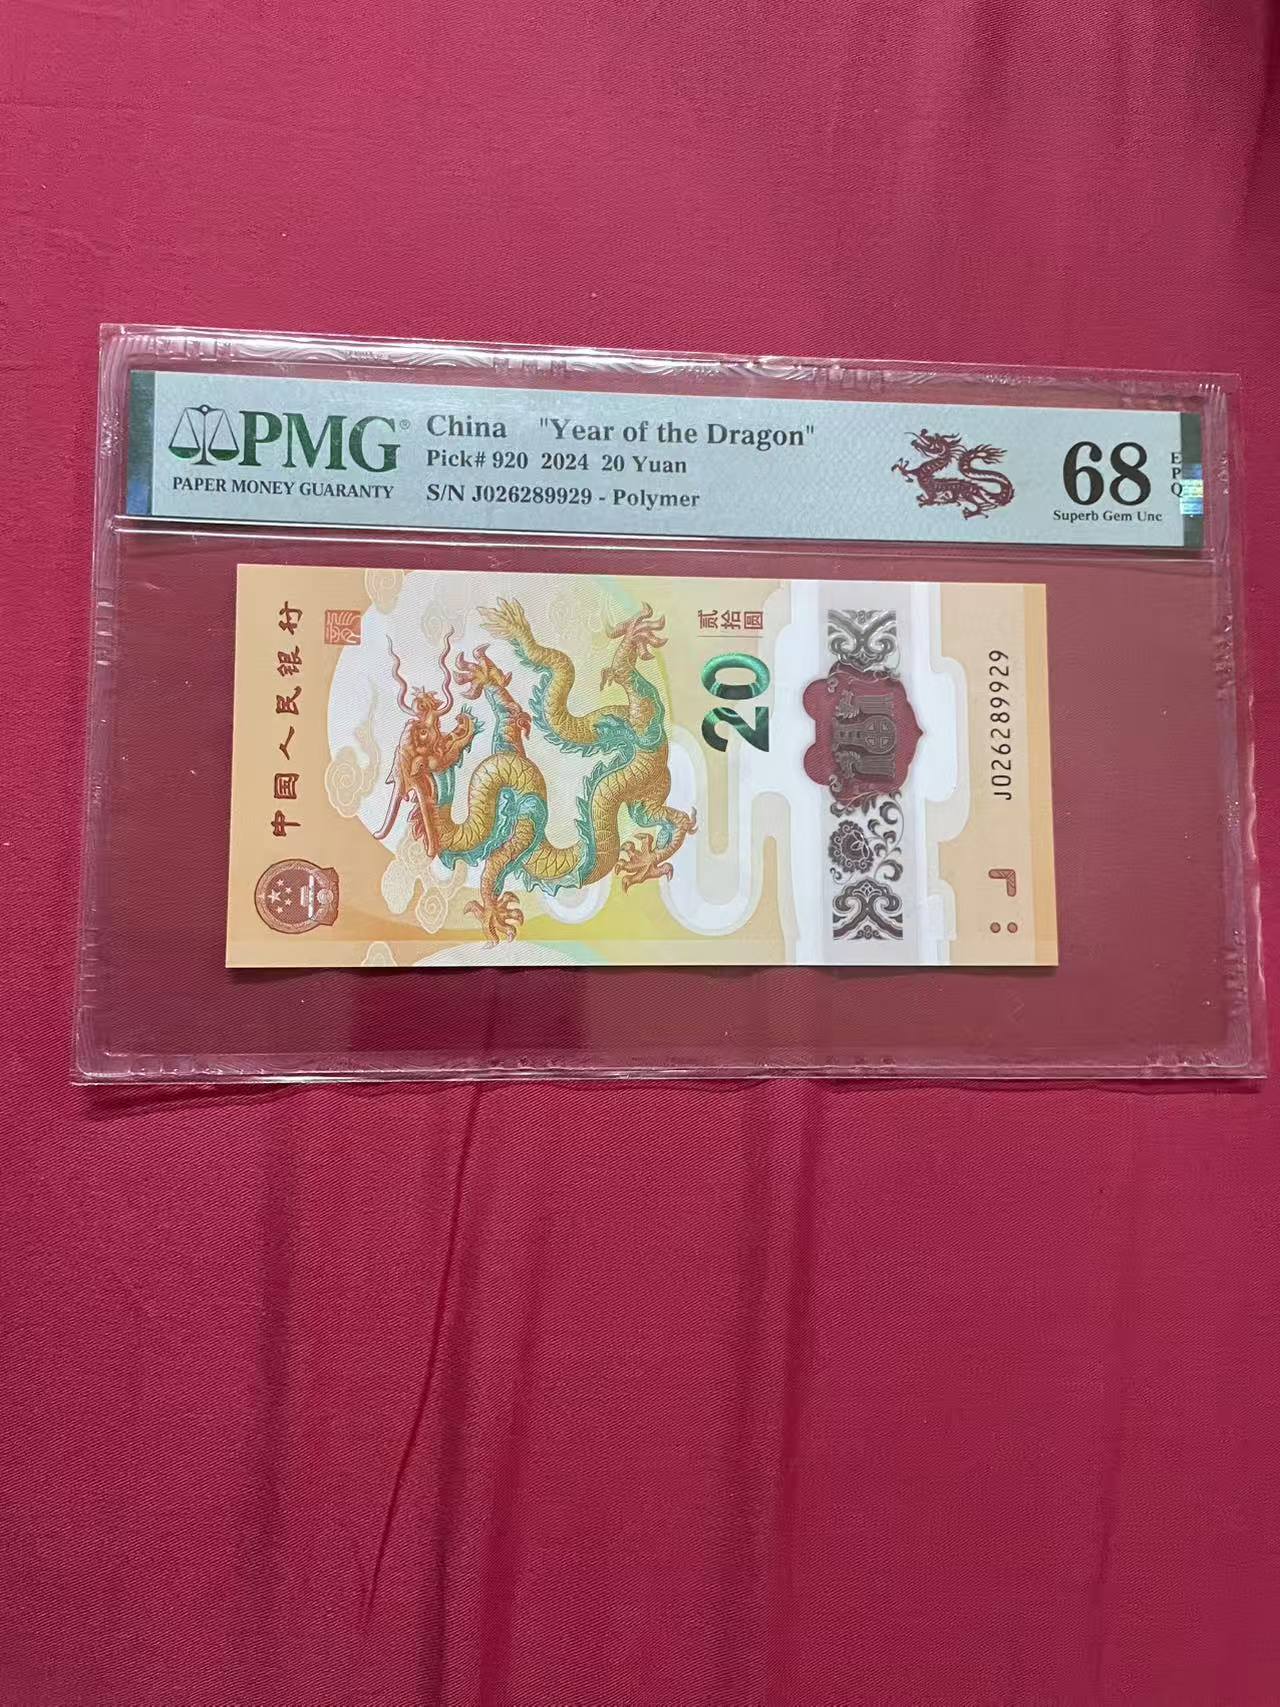 PMG®
PAPER MONEY GUARANTY
China "Year of the Dragon"
Pick# 920 2024 20 Yuan
S/N J026289929 - Polymer
68
EPQ
Superb Gem Unc
中国人民银行
贰拾圆
20
J026289929